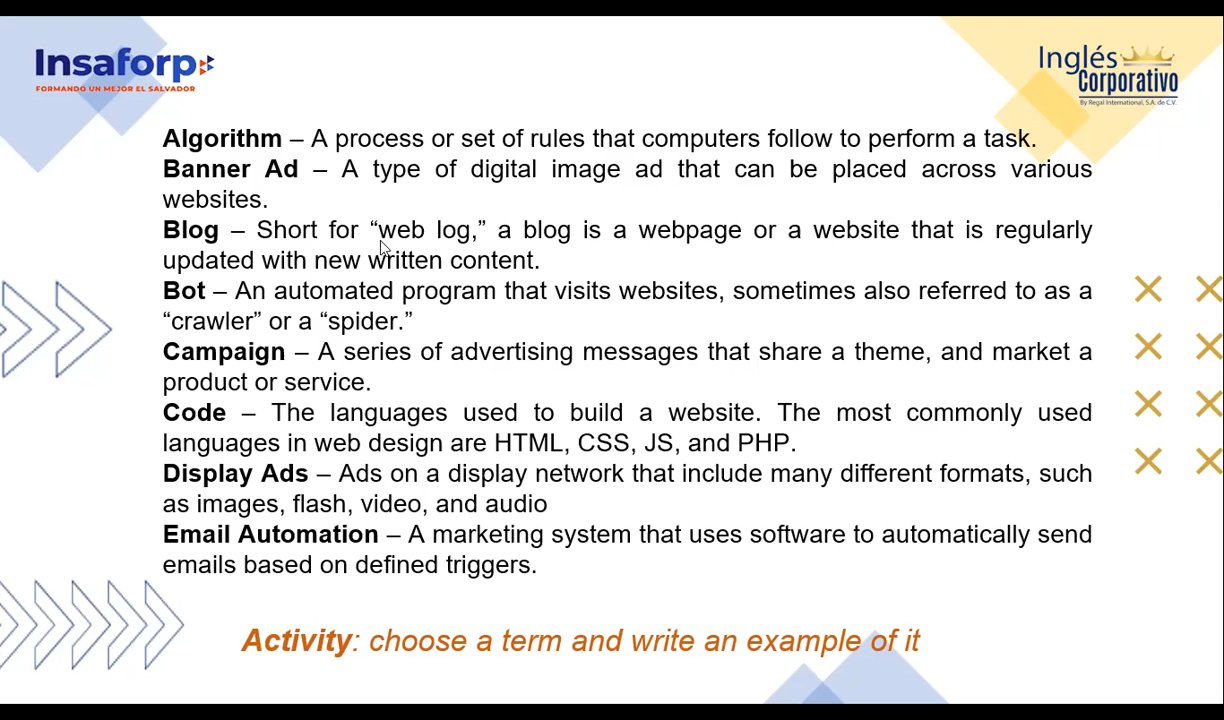 Insaforp
FORMANDO UN MEJOR EL SALVADOR
Inglés
Corporativo
By Regal International, S.A. de C.V.
Algorithm – A process or set of rules that computers follow to perform a task.
Banner Ad – A type of digital image ad that can be placed across various
websites.
Blog – Short for “web log,” a blog is a webpage or a website that is regularly
updated with new written content.
Bot – An automated program that visits websites, sometimes also referred to as a
“crawler” or a “spider.”
Campaign – A series of advertising messages that share a theme, and market a
product or service.
Code – The languages used to build a website. The most commonly used
languages in web design are HTML, CSS, JS, and PHP.
Display Ads – Ads on a display network that include many different formats, such
as images, flash, video, and audio
Email Automation – A marketing system that uses software to automatically send
emails based on defined triggers.
Activity: choose a term and write an example of it